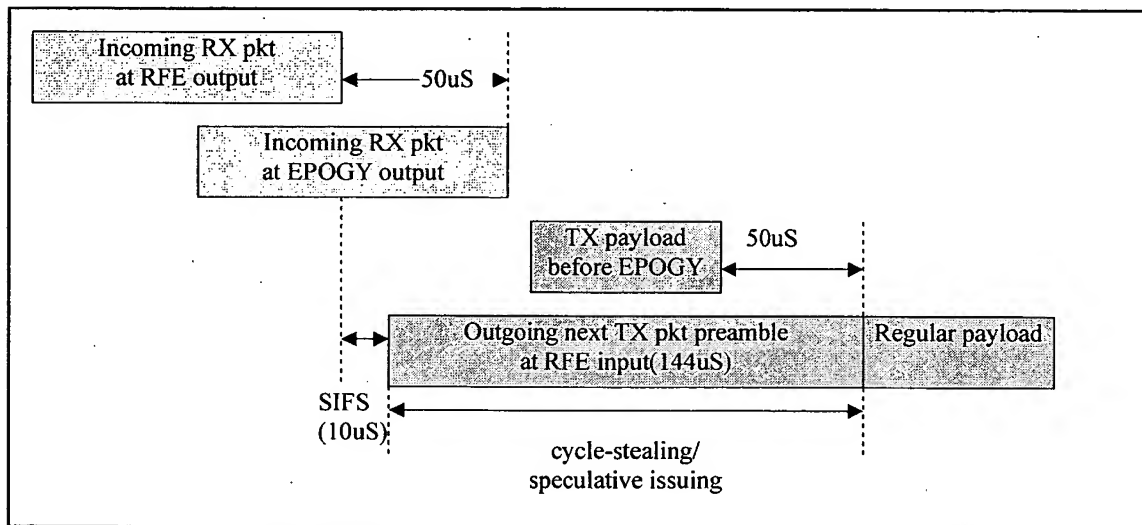 Incoming RX pkt
at RFE output
50uS
Incoming RX pkt
at EPOGY output
TX payload
before EPOGY
50uS
Outgoing next TX pkt preamble
at RFE input(144uS)
Regular payload
SIFS
(10uS)
cycle-stealing/
speculative issuing